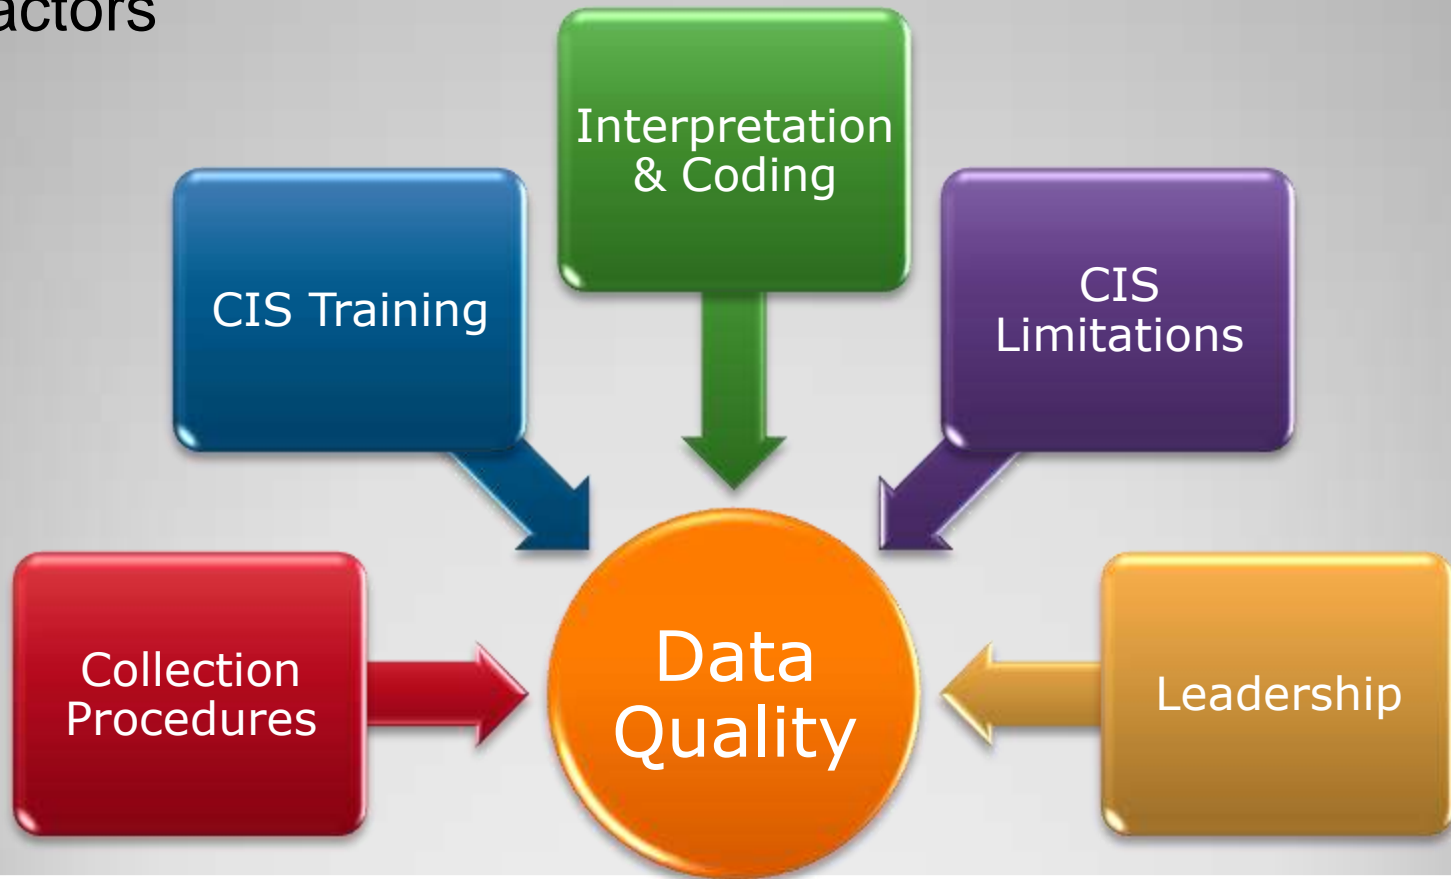 actors
Interpretation
& Coding
CIS Training
CIS
Limitations
Collection
Procedures
Data
Quality
Leadership